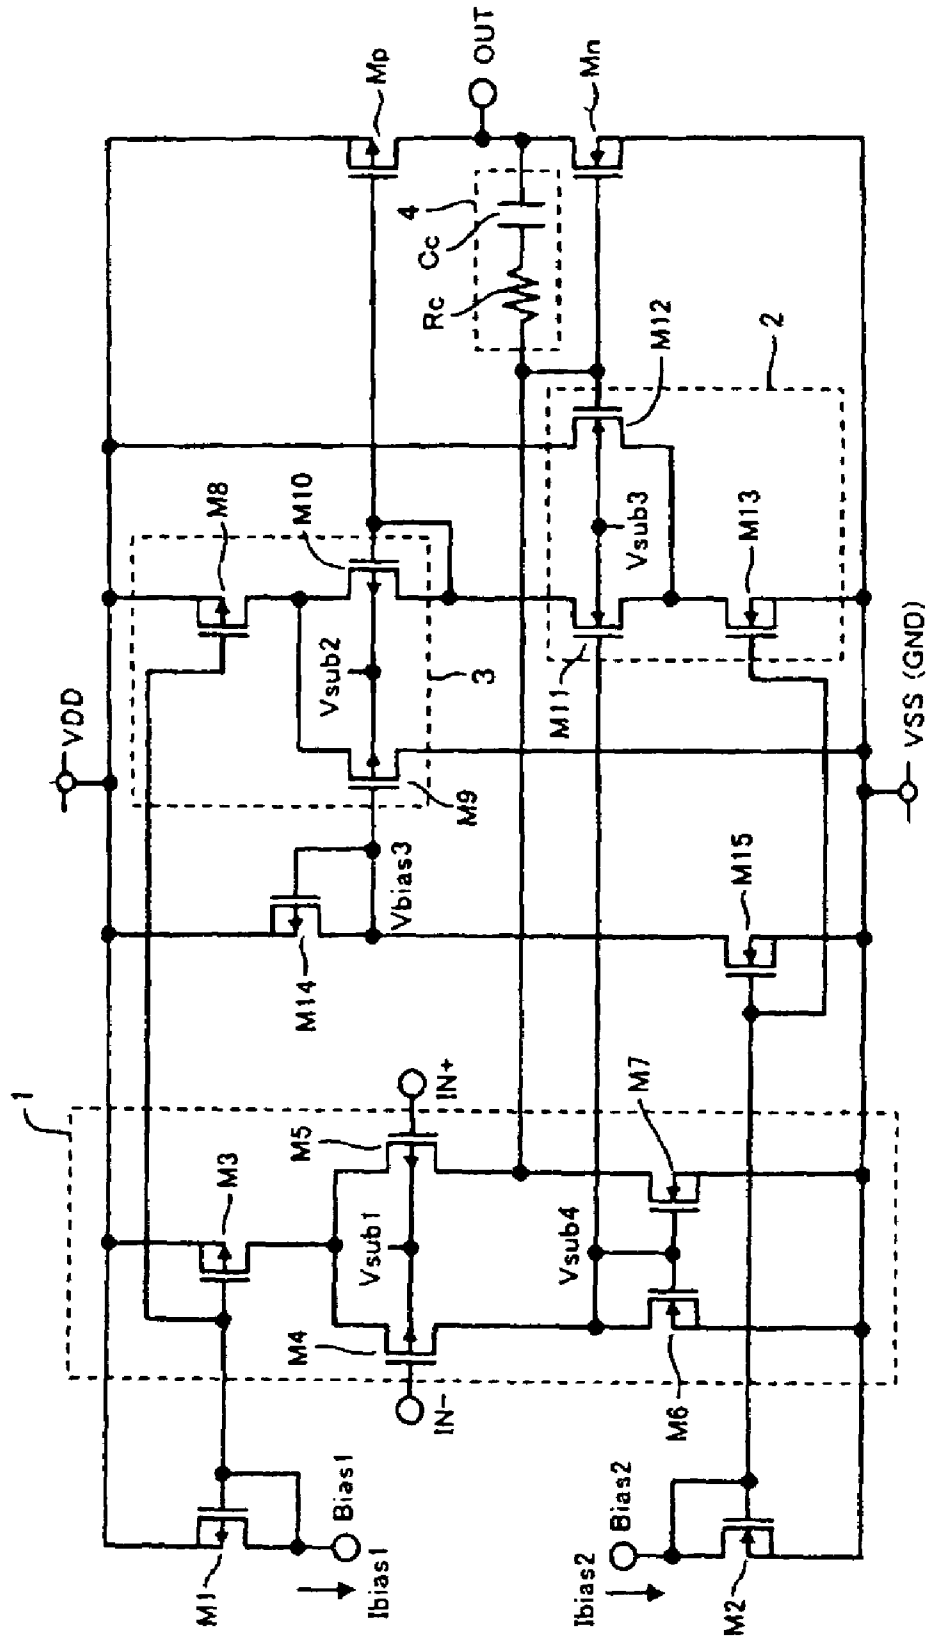 1
VDD
VSS (GND)
OUT
M1
Ibias1
Bias1
Ibias2
Bias2
M2
M3
M4
Vsub1
M5
IN-
IN+
M6
Vsub4
M7
M14
Vbias3
M15
M9
Vsub2
3
M8
M10
M11
Vsub3
M13
M12
2
Rc
Cc
4
Mp
Mn